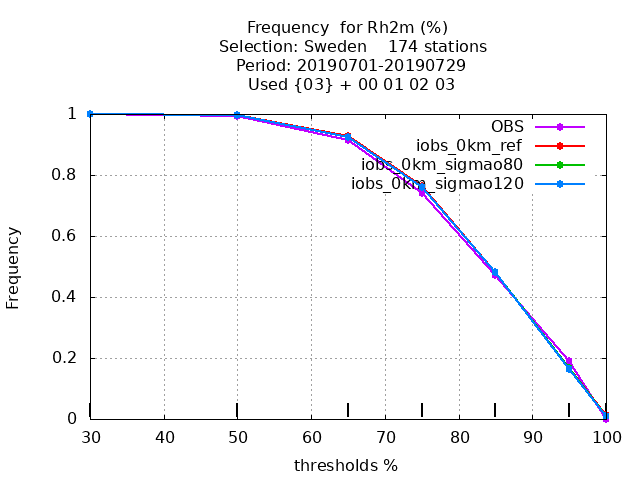 Frequency  for Rh2m (%)
Selection: Sweden    174 stations
Period: 20190701-20190729
Used {03} + 00 01 02 03
OBS
iobs_0km_ref
iobs_0km_sigmao80
iobs_0km_sigmao120
1
0.8
0.6
0.4
0.2
0
Frequency
30 40 50 60 70 80 90 100
thresholds %